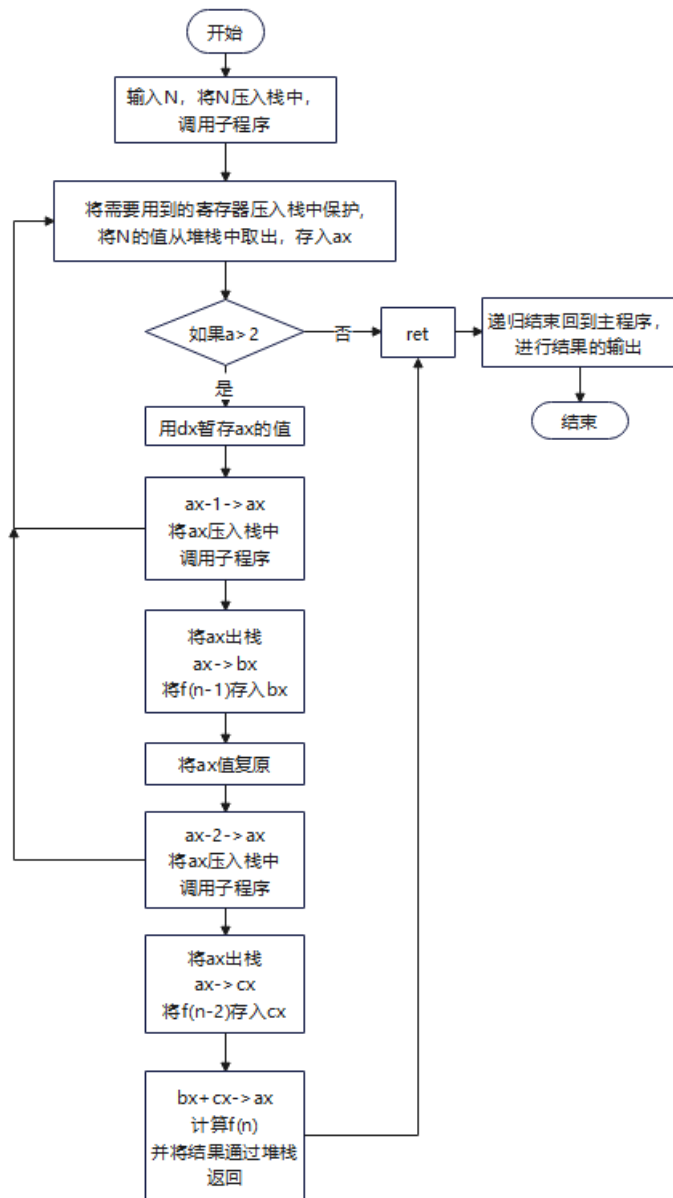 开始
输入N，将N压入栈中，
调用子程序
将需要用到的寄存器压入栈中保护，
将N的值从堆栈中取出，存入ax
如果a>2
否
ret
递归结束回到主程序，
进行结果的输出
结束
是
用dx暂存ax的值
ax-1->ax
将ax压入栈中
调用子程序
将ax出栈
ax->bx
将f(n-1)存入bx
将ax值复原
ax-2->ax
将ax压入栈中
调用子程序
将ax出栈
ax->cx
将f(n-2)存入cx
bx+cx->ax
计算f(n)
并将结果通过堆栈
返回